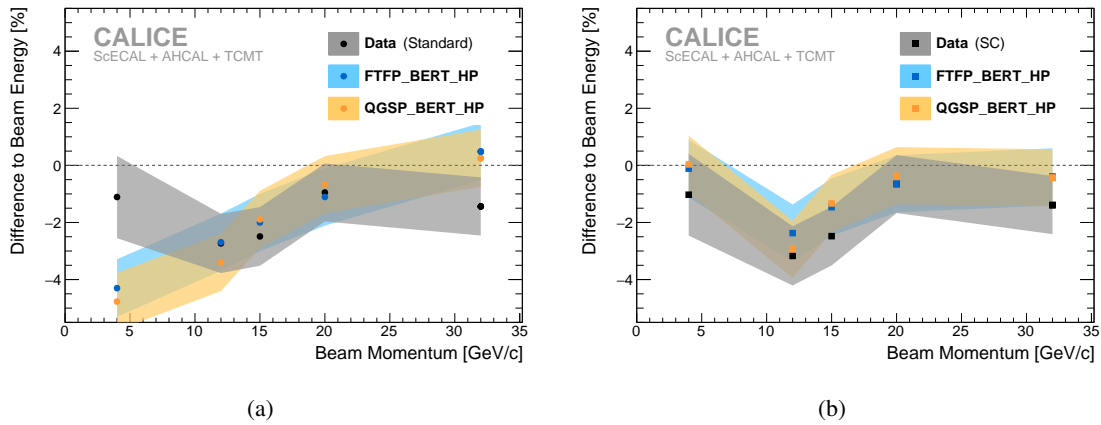 Difference to Beam Energy [%]
4
2
0
−2
−4
CALICE
ScECAL + AHCAL + TCMT
Data (Standard)
FTFP_BERT_HP
QGSP_BERT_HP
0 5 10 15 20 25 30 35
Beam Momentum [GeV/c]
(a)
Difference to Beam Energy [%]
4
2
0
−2
−4
CALICE
ScECAL + AHCAL + TCMT
Data (SC)
FTFP_BERT_HP
QGSP_BERT_HP
0 5 10 15 20 25 30 35
Beam Momentum [GeV/c]
(b)